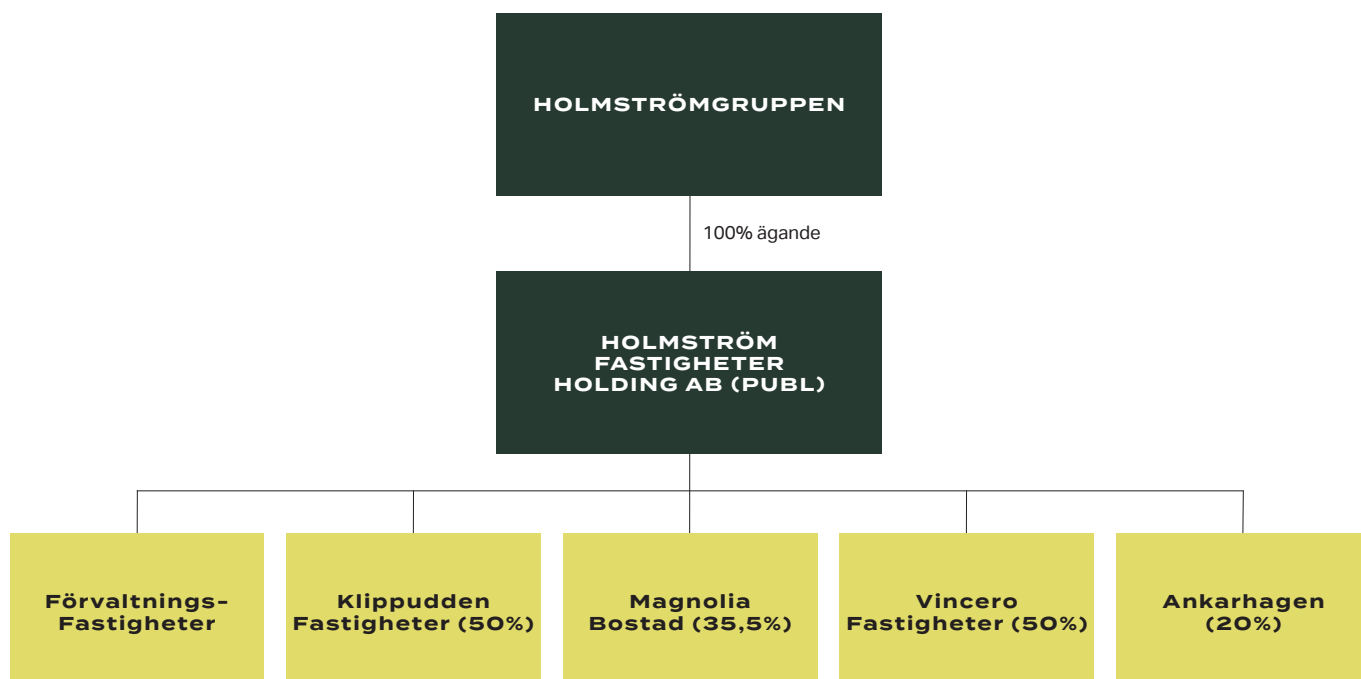 HOLMSTRÖMGRUPPEN
100% ägande
HOLMSTRÖM
FASTIGHETER
HOLDING AB (PUBL)
Förvaltnings-
Fastigheter
Klippudden
Fastigheter (50%)
Magnolia
Bostad (35,5%)
Vincero
Fastigheter (50%)
Ankarhagen
(20%)